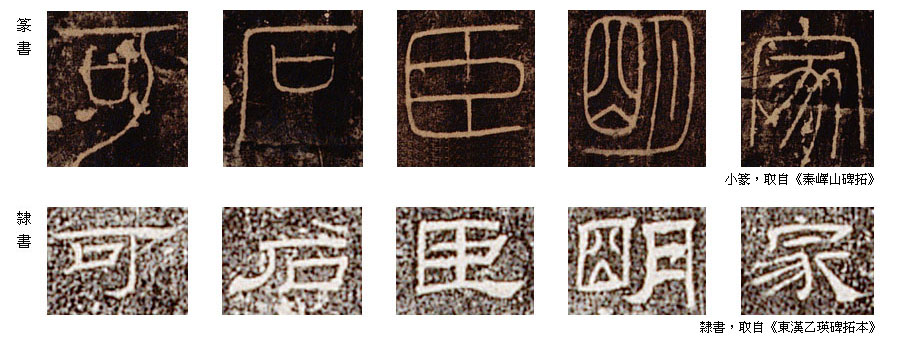 篆書
可 石 臣 明 家
小篆,取自《秦嶧山碑拓》
隸書
可 石 臣 明 家
隸書,取自《東漢乙瑛碑拓本》